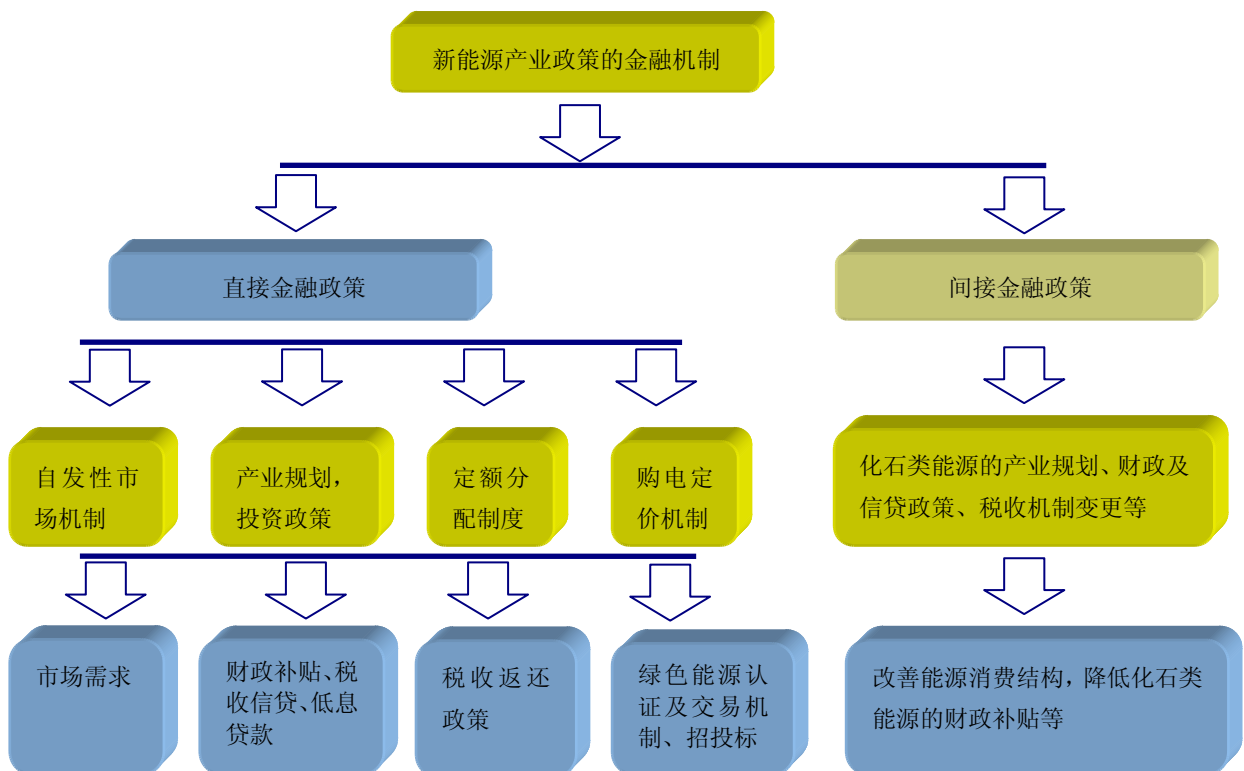 新能源产业政策的金融机制
直接金融政策
间接金融政策
自发性市
场机制
产业规划，
投资政策
定额分
配制度
购电定
价机制
化石类能源的产业规划、财政及
信贷政策、税收机制变更等
市场需求
财政补贴、税
收信贷、低息
贷款
税收返还
政策
绿色能源认
证及交易机
制、招投标
改善能源消费结构，降低化石类
能源的财政补贴等